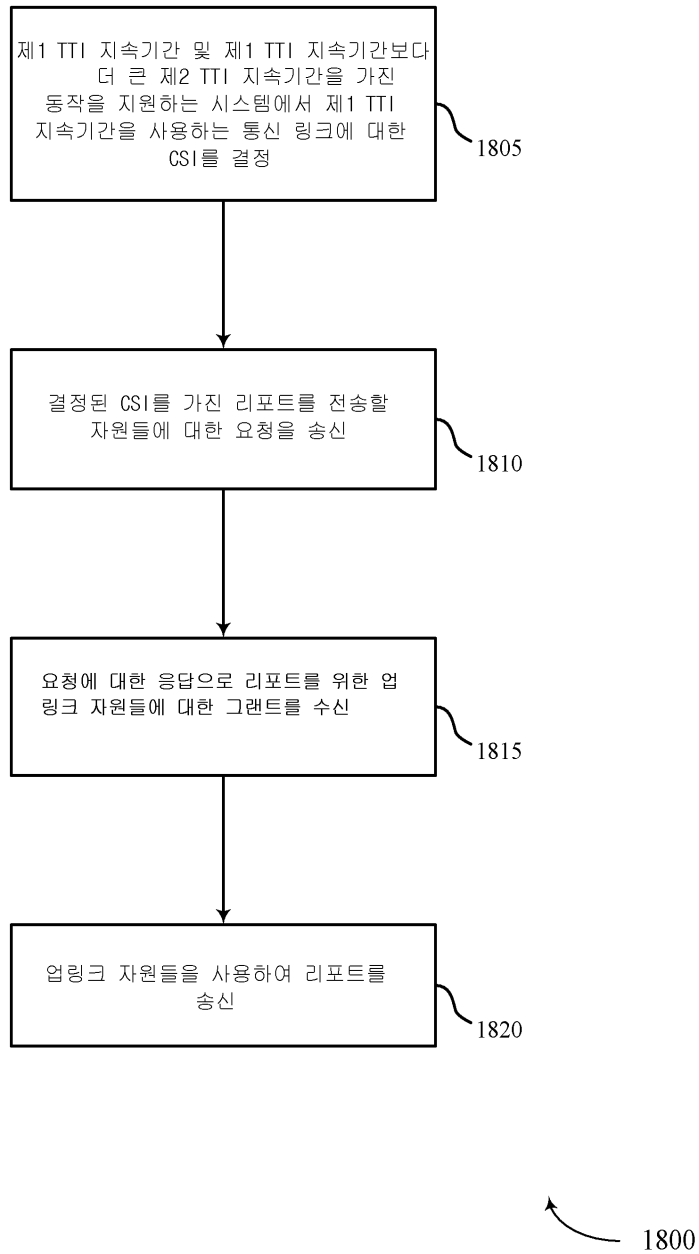 제1 TTI 지속기간 및 제1 TTI 지속기간보다
더 큰 제2 TTI 지속기간을 가진
동작을 지원하는 시스템에서 제1 TTI
지속기간을 사용하는 통신 링크에 대한
CSI를 결정
1805
결정된 CSI를 가진 리포트를 전송할
자원들에 대한 요청을 송신
1810
요청에 대한 응답으로 리포트를 위한 업
링크 자원들에 대한 그랜트를 수신
1815
업링크 자원들을 사용하여 리포트를
송신
1820
1800